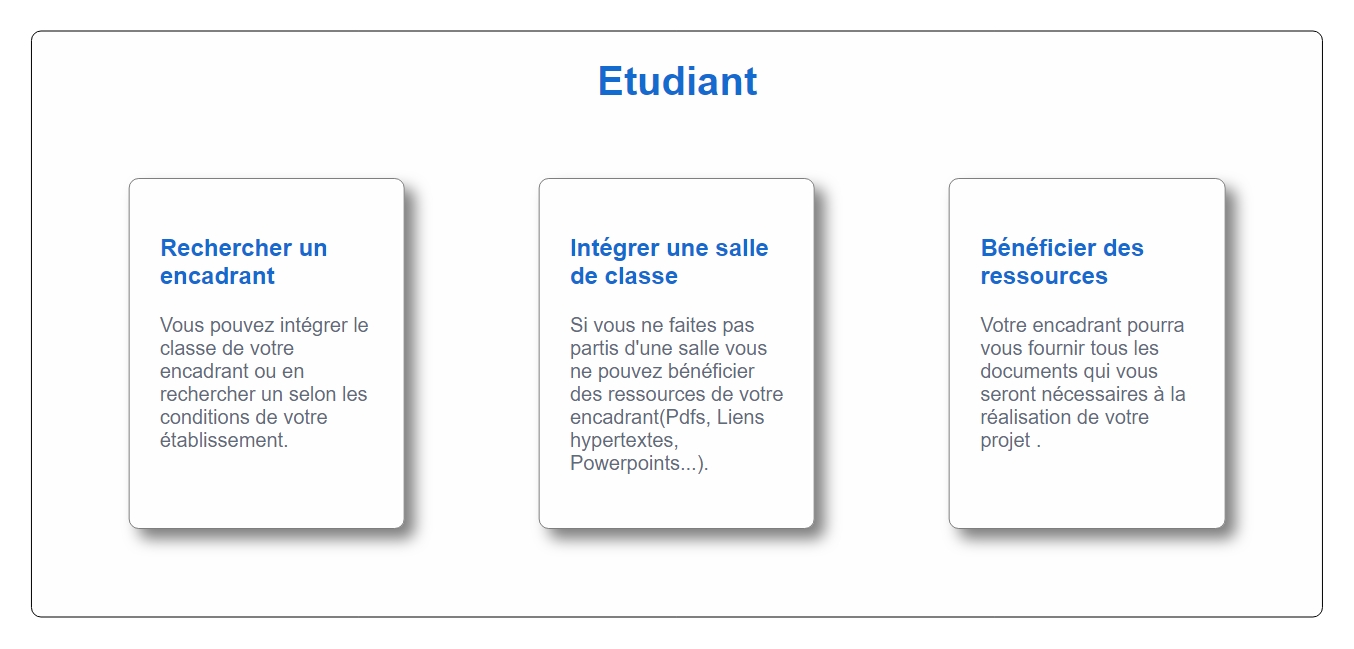 Etudiant
Rechercher un
encadrant
Vous pouvez intégrer le
classe de votre
encadrant ou en
rechercher un selon les
conditions de votre
établissement.
Intégrer une salle
de classe
Si vous ne faites pas
partis d'une salle vous
ne pouvez bénéficier
des ressources de votre
encadrant(Pdfs, Liens
hypertextes,
Powerpoints...).
Bénéficier des
ressources
Votre encadrant pourra
vous fournir tous les
documents qui vous
seront nécessaires à la
réalisation de votre
projet .